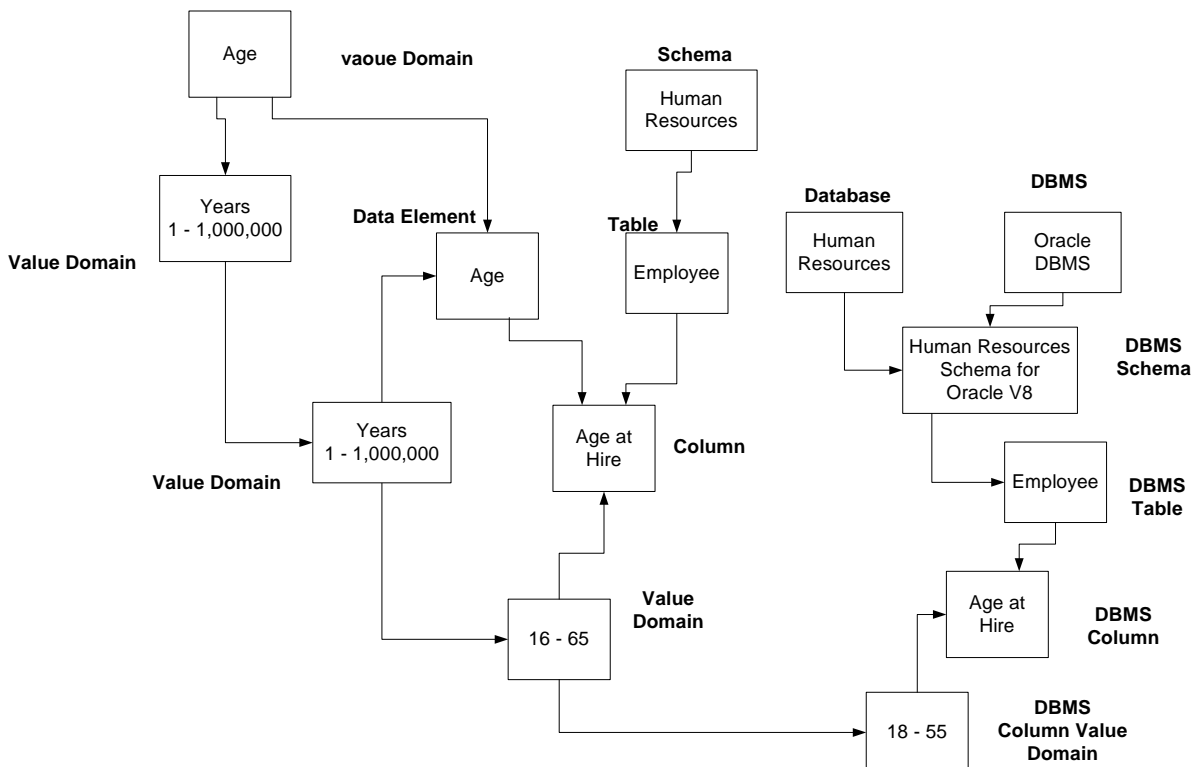 Age
vaoue Domain
Schema
Human
Resources
Years
1 - 1,000,000
Value Domain
Data Element
Age
Table
Employee
Database
Human
Resources
DBMS
Oracle
DBMS
Human Resources
Schema for
Oracle V8
DBMS
Schema
Years
1 - 1,000,000
Value Domain
Age at
Hire
Column
Employee
DBMS
Table
16 - 65
Value
Domain
Age at
Hire
DBMS
Column
18 - 55
DBMS
Column Value
Domain